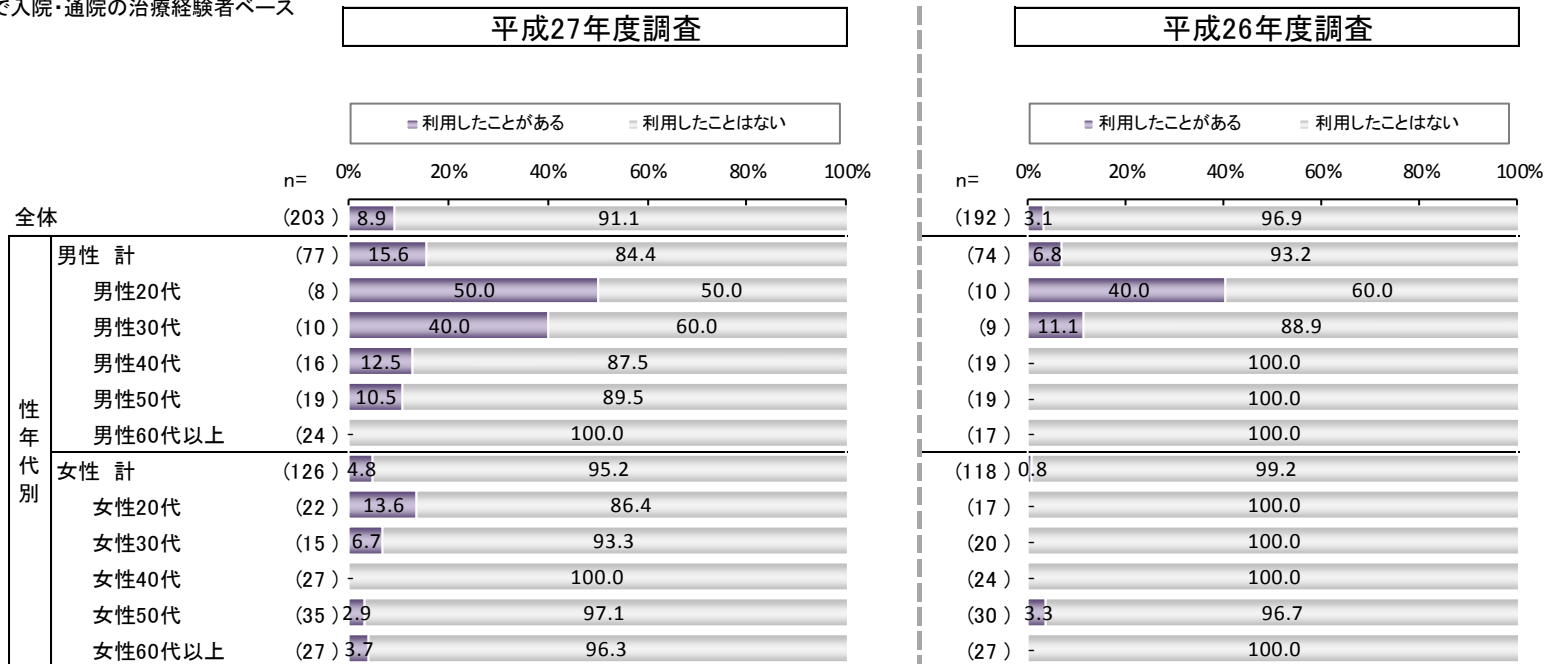 で入院・通院の治療経験者ベース
平成27年度調査 平成26年度調査
利用したことがある 利用したことはない 利用したことがある 利用したことはない
n= 0% 20% 40% 60% 80% 100% n= 0% 20% 40% 60% 80% 100%
全体 (203 ) 8.9 91.1 (192 ) 3.1 96.9
性年代別
男性 計 (77 ) 15.6 84.4 (74 ) 6.8 93.2
男性20代 (8 ) 50.0 50.0 (10 ) 40.0 60.0
男性30代 (10 ) 40.0 60.0 (9 ) 11.1 88.9
男性40代 (16 ) 12.5 87.5 (19 ) - 100.0
男性50代 (19 ) 10.5 89.5 (19 ) - 100.0
男性60代以上 (24 ) - 100.0 (17 ) - 100.0
女性 計 (126 ) 4.8 95.2 (118 ) 0.8 99.2
女性20代 (22 ) 13.6 86.4 (17 ) - 100.0
女性30代 (15 ) 6.7 93.3 (20 ) - 100.0
女性40代 (27 ) - 100.0 (24 ) - 100.0
女性50代 (35 ) 2.9 97.1 (30 ) 3.3 96.7
女性60代以上 (27 ) 3.7 96.3 (27 ) - 100.0